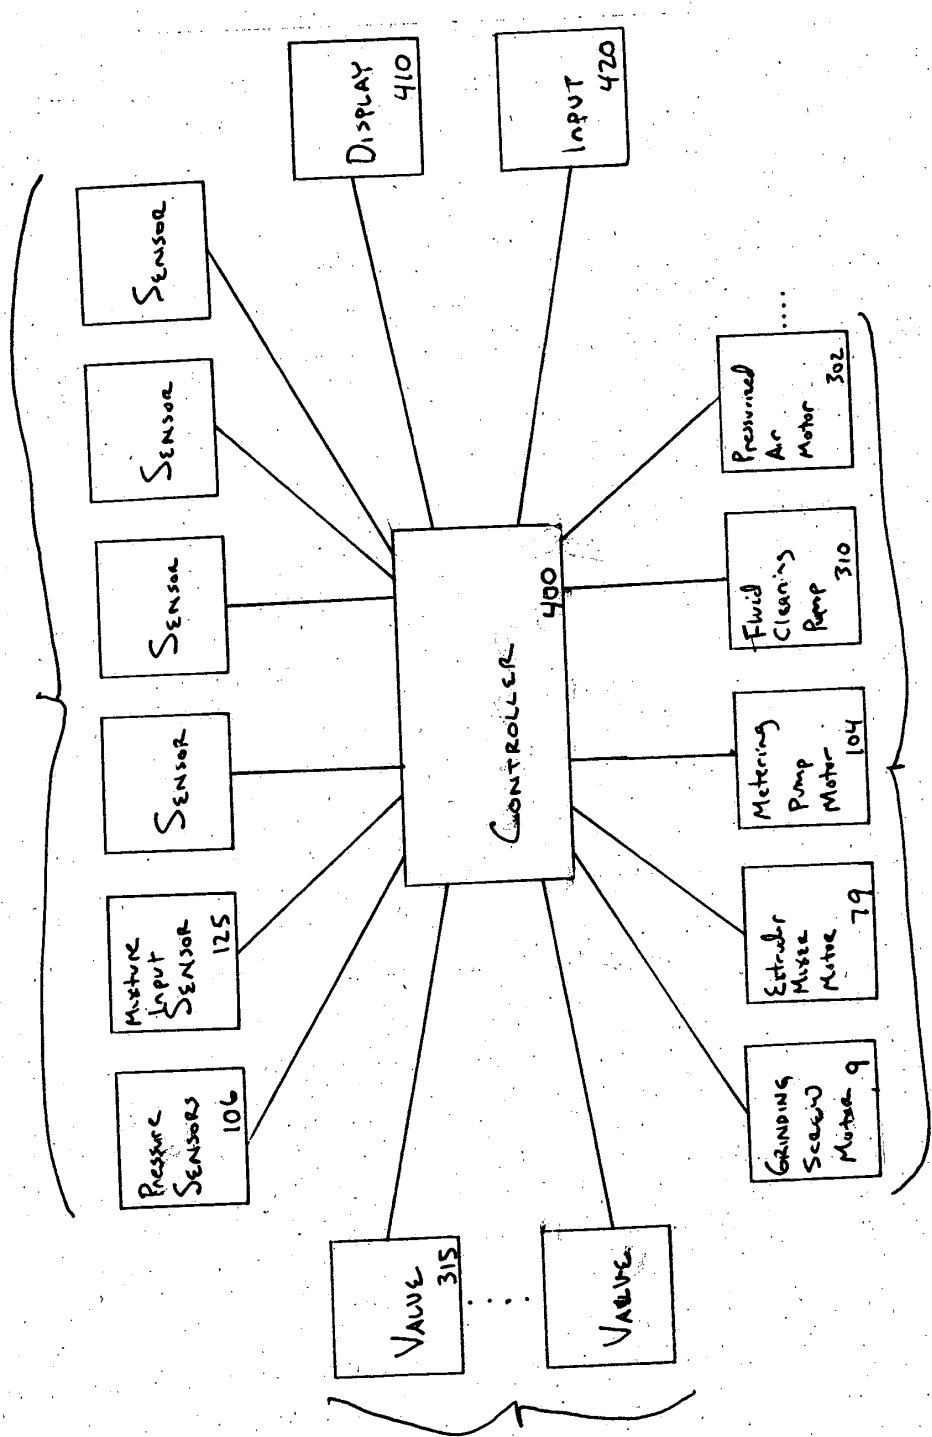 Pressure
SENSORS
106
Mixture
Input
SENSOR
125
SENSOR
SENSOR
SENSOR
SENSOR
VALUE
315
....
VALVE
CONTROLLER
400
DISPLAY
410
INPUT
420
GRINDING
SCREW
MOTOR 9
Extruder
Mixer
Motor
79
Metering
Pump
Motor
104
Fluid
Cleaning
Pump
310
Pressurized
Air
Motor
302
....